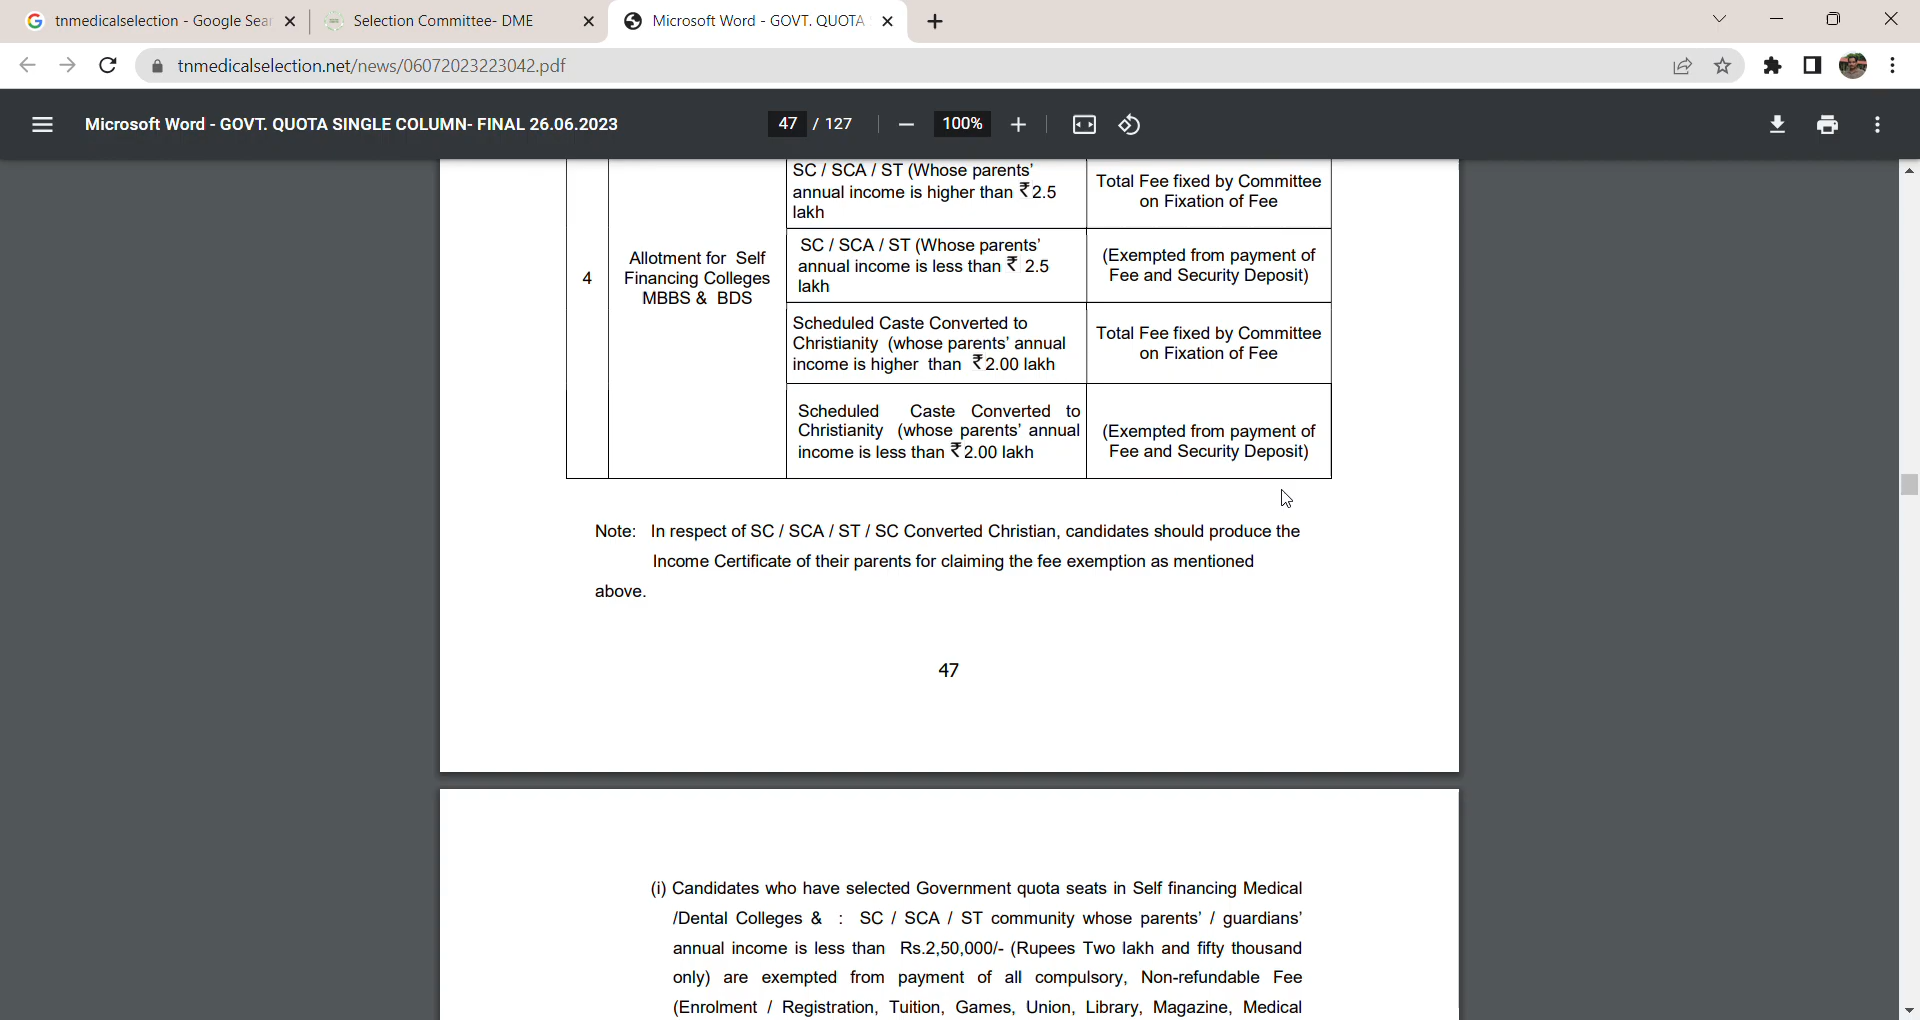 tnmedicalselection - Google Sear
Selection Committee- DME
Microsoft Word - GOVT. QUOTA
tnmedicalselection.net/news/06072023223042.pdf
Microsoft Word - GOVT. QUOTA SINGLE COLUMN- FINAL 26.06.2023
47 / 127
100%
SC / SCA / ST (Whose parents’
annual income is higher than ₹ 2.5
lakh
Total Fee fixed by Committee
on Fixation of Fee
4
Allotment for Self
Financing Colleges
MBBS & BDS
SC / SCA / ST (Whose parents’
annual income is less than ₹ 2.5
lakh
(Exempted from payment of
Fee and Security Deposit)
Scheduled Caste Converted to
Christianity (whose parents’ annual
income is higher than ₹ 2.00 lakh
Total Fee fixed by Committee
on Fixation of Fee
Scheduled Caste Converted to
Christianity (whose parents’ annual
income is less than ₹ 2.00 lakh
(Exempted from payment of
Fee and Security Deposit)
Note: In respect of SC / SCA / ST / SC Converted Christian, candidates should produce the
Income Certificate of their parents for claiming the fee exemption as mentioned
above.
47
(i) Candidates who have selected Government quota seats in Self financing Medical
/Dental Colleges & : SC / SCA / ST community whose parents’ / guardians’
annual income is less than Rs.2,50,000/- (Rupees Two lakh and fifty thousand
only) are exempted from payment of all compulsory, Non-refundable Fee
(Enrolment / Registration, Tuition, Games, Union, Library, Magazine, Medical